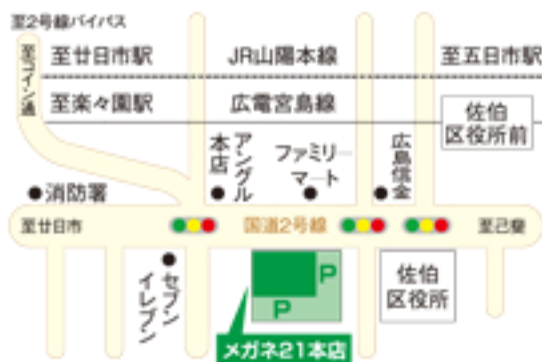 至2号線バイパス
至コイン通
至廿日市駅
JR山陽本線
至五日市駅
至楽々園駅
広電宮島線
佐伯
区役所前
アングル
本店
ファミリー
マート
広島信金
消防署
至廿日市
国道2号線
至己斐
セブン
イレブン
P
P
佐伯
区役所
メガネ21本店